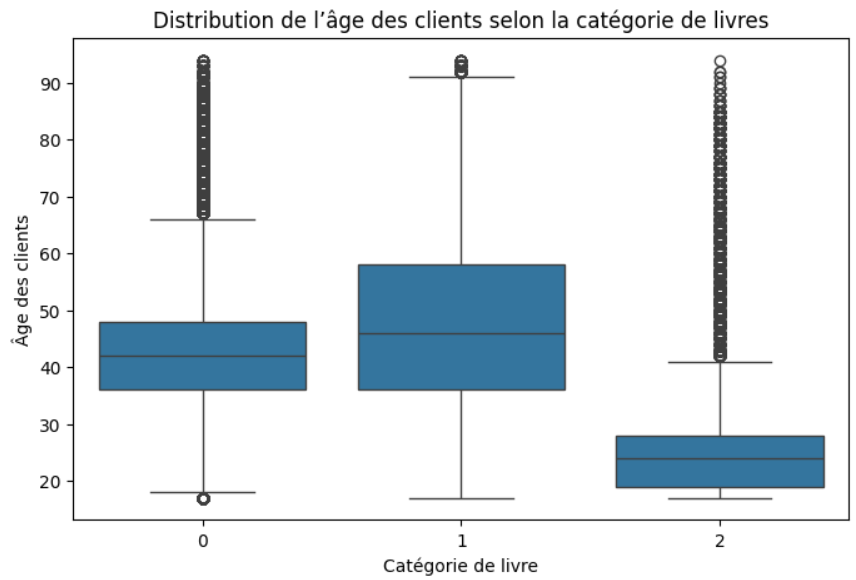 Distribution de l’âge des clients selon la catégorie de livres
Âge des clients
90
80
70
60
50
40
30
20
0 1 2
Catégorie de livre